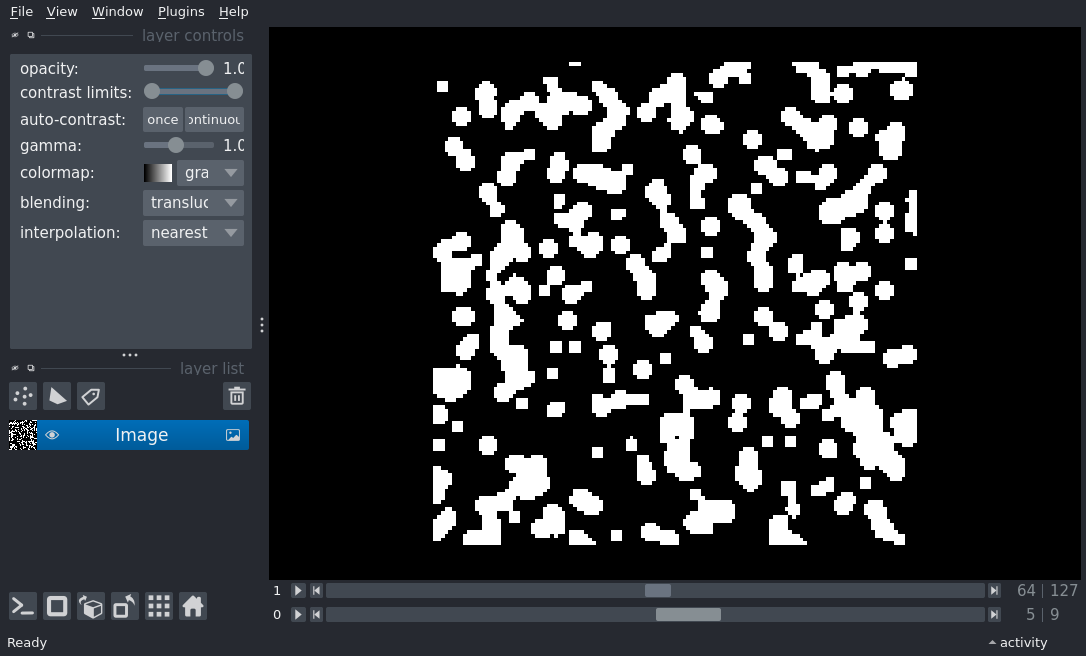 File View Window Plugins Help
layer controls
opacity: 1.0
contrast limits:
auto-contrast: once ontinuou
gamma: 1.0
colormap: gra
blending: transluc
interpolation: nearest
layer list
Image
1 64 127
0 5 9
Ready activity